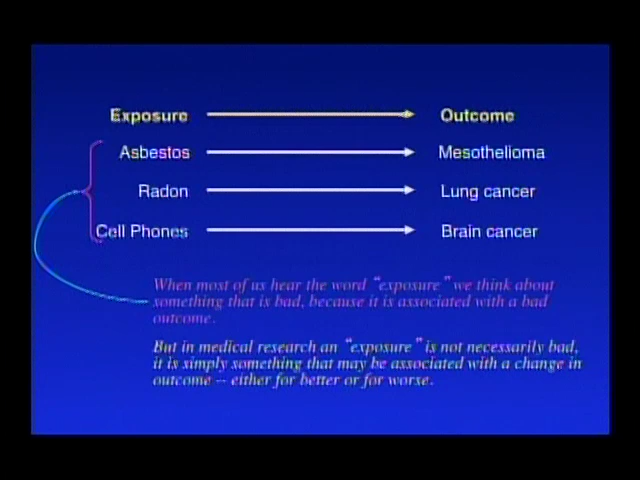 Exposure Outcome
Asbestos Mesothelioma
Radon Lung cancer
Cell Phones Brain cancer
When most of us hear the word “exposure” we think about
something that is bad, because it is associated with a bad
outcome.
But in medical research an “exposure” is not necessarily bad,
it is simply something that may be associated with a change in
outcome -- either for better or for worse.